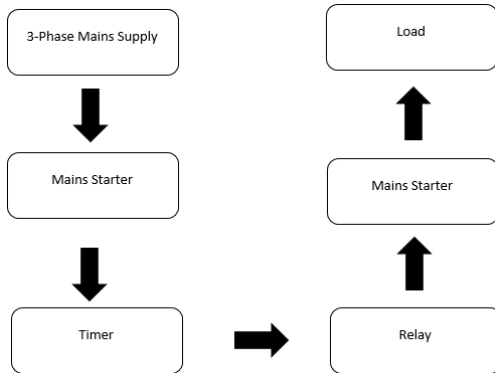 3-Phase Mains Supply
Mains Starter
Timer
Relay
Mains Starter
Load